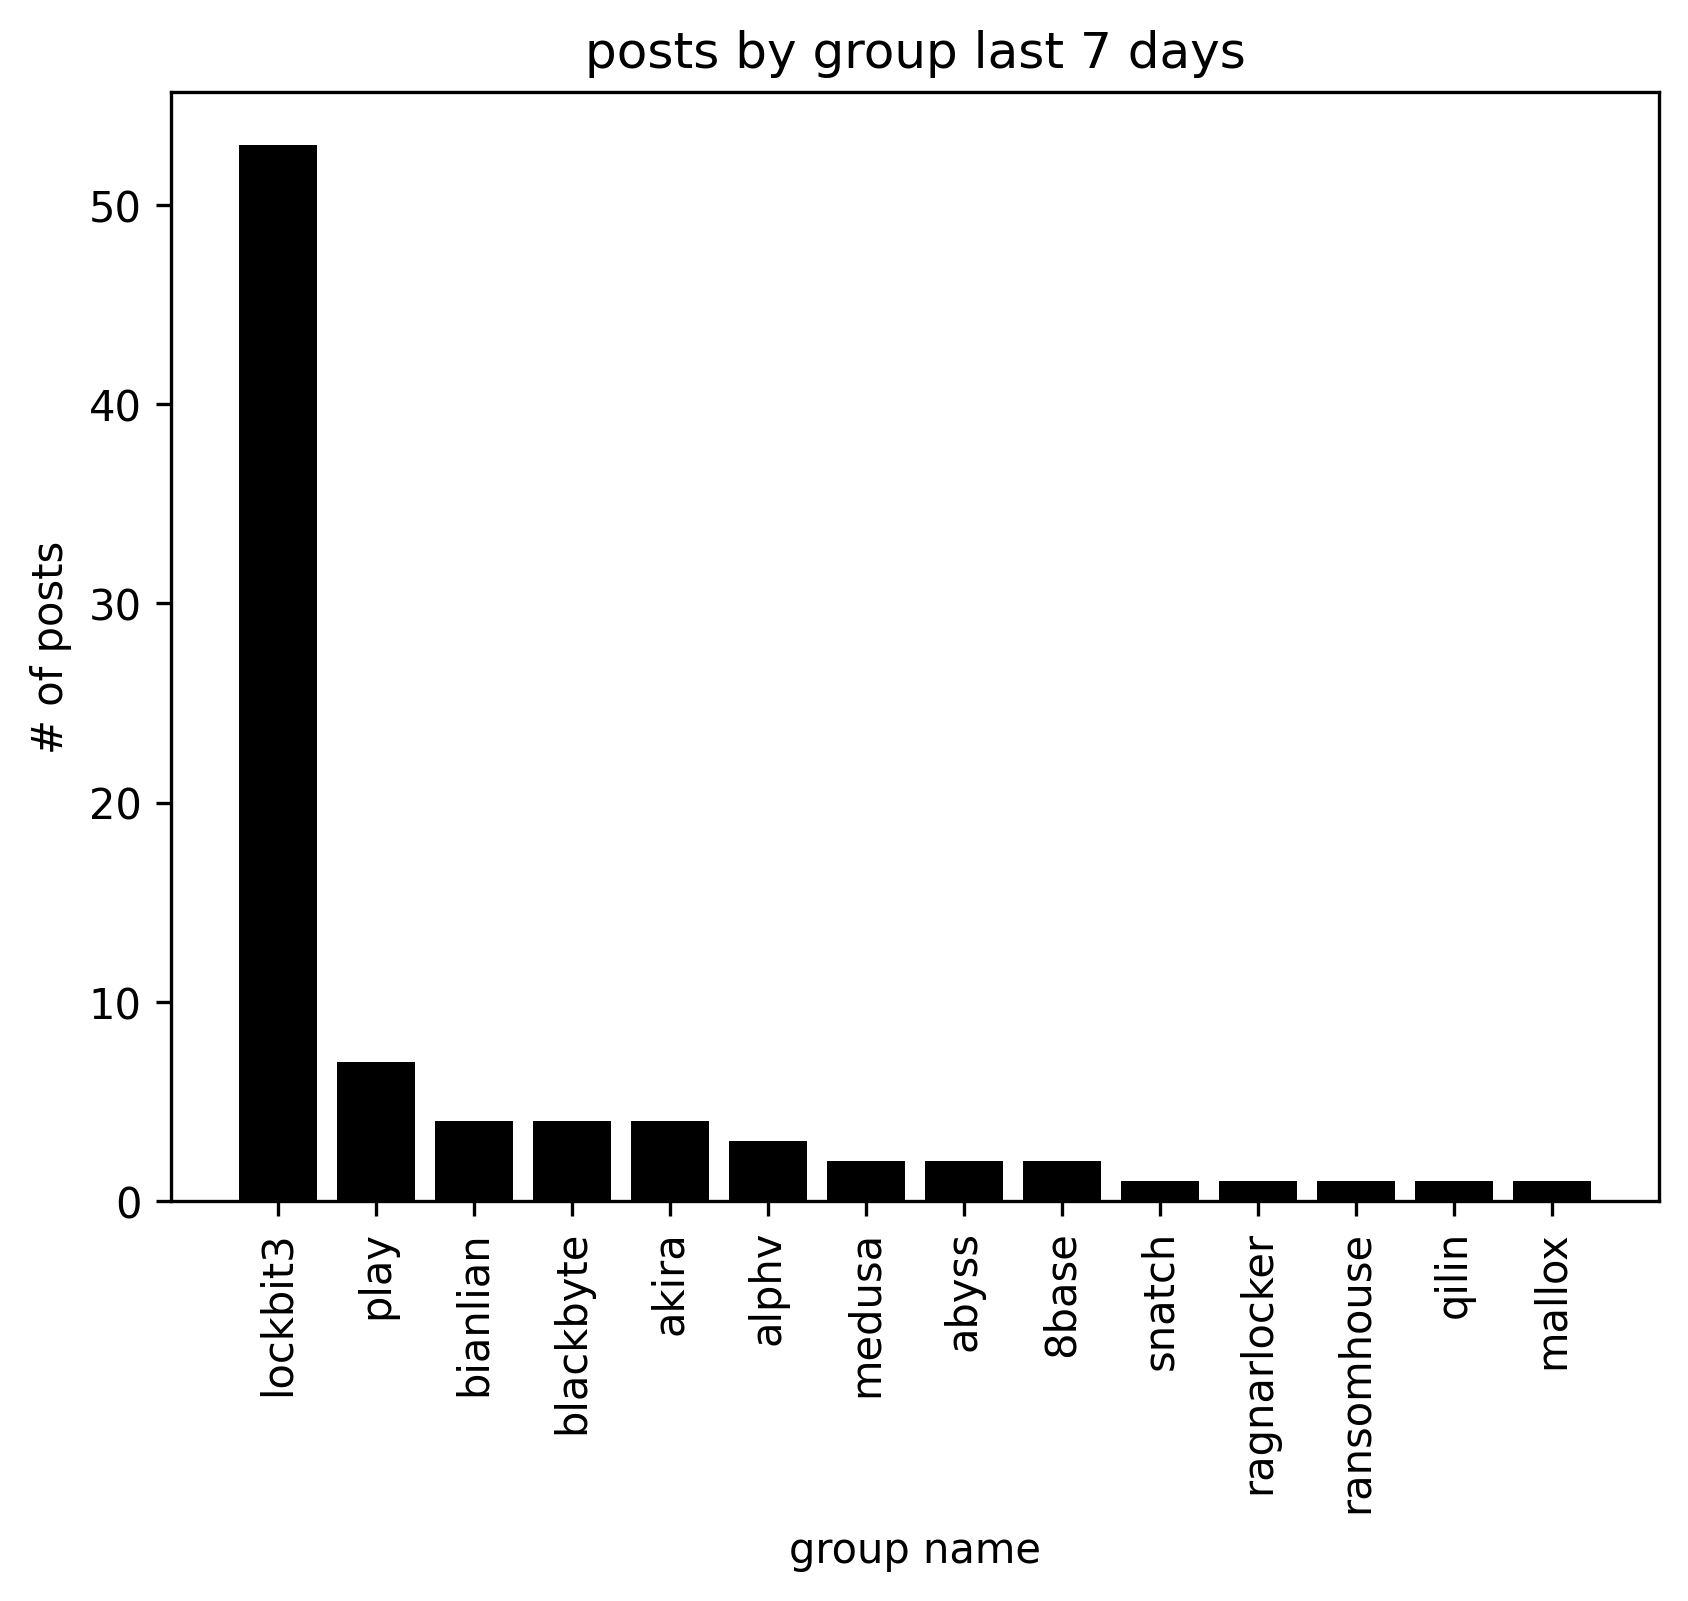 posts by group last 7 days
# of posts
50
40
30
20
10
0
lockbit3
play
bianlian
blackbyte
akira
alphv
medusa
abyss
8base
snatch
ragnarlocker
ransomhouse
qilin
mallox
group name